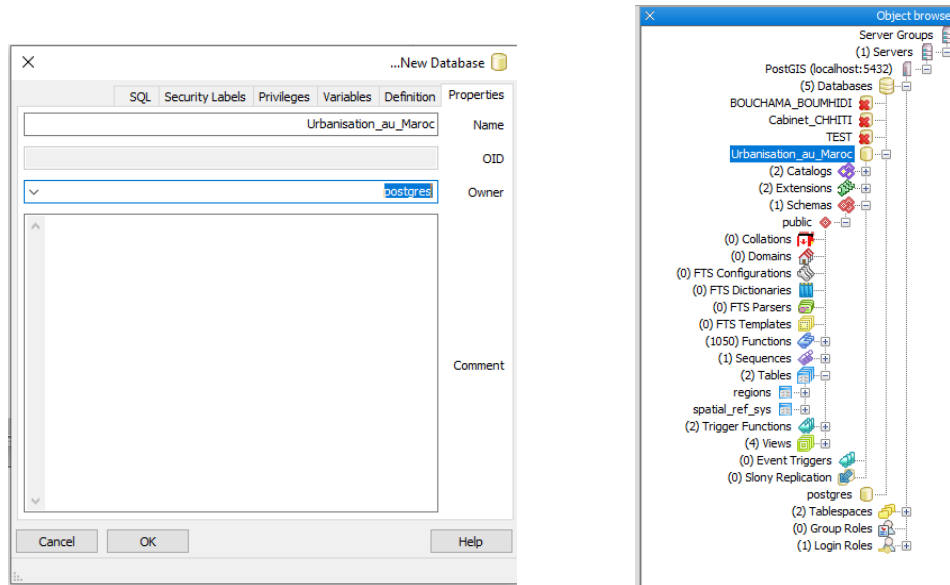 ...New Database
SQL Security Labels Privileges Variables Definition Properties
Urbanisation_au_Maroc Name
OID
postgres Owner
Comment
Cancel OK Help
Object browse
Server Groups
(1) Servers
PostGIS (localhost:5432)
(5) Databases
BOUCHAMA_BOUMHIDI
Cabinet_CHHITI
TEST
Urbanisation_au_Maroc
(2) Catalogs
(2) Extensions
(1) Schemas
public
(0) Collations
(0) Domains
(0) FTS Configurations
(0) FTS Dictionaries
(0) FTS Parsers
(0) FTS Templates
(1050) Functions
(1) Sequences
(2) Tables
regions
spatial_ref_sys
(2) Trigger Functions
(4) Views
(0) Event Triggers
(0) Slony Replication
postgres
(2) Tablespaces
(0) Group Roles
(1) Login Roles